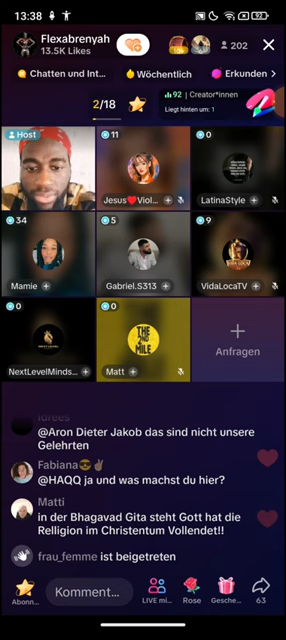 13:38
92
Flexabrenyah
13.5K Likes
202
Chatten und Int...
Wöchentlich
Erkunden
2/18
92 | Creator*innen
Liegt hinten um: 1
Host
11
0
Jesus❤️Viol...
LatinaStyle
34
5
9
Mamie
Gabriel.S313
VidaLocaTV
0
0
THE
2ND
MILE
NextLevelMinds...
Matt
Anfragen
@Aron Dieter Jakob das sind nicht unsere
Gelehrten
Fabiana😎✌🏽
@HAQQ ja und was machst du hier?
Matti
in der Bhagavad Gita steht Gott hat die
Relligion im Christentum Vollendet!!
frau_femme ist beigetreten
Komment...
Abonn...
LIVE mi...
Rose
Gesche...
63